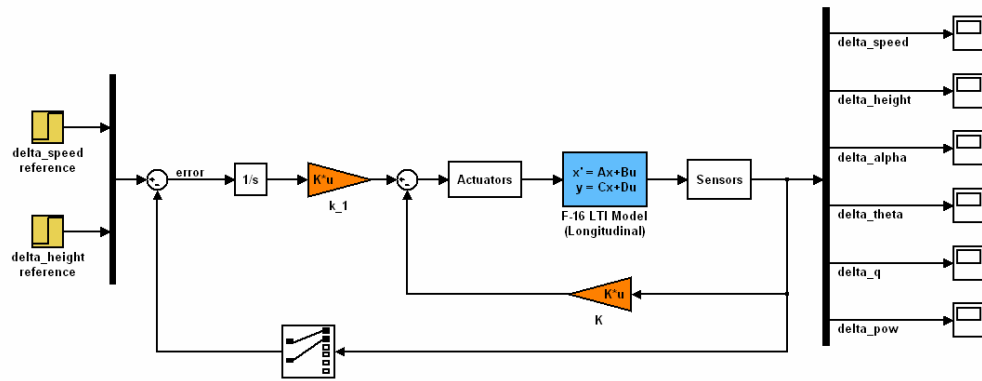 delta_speed
reference
delta_height
reference
error
1/s
K*u
k_1
Actuators
x' = Ax+Bu
y = Cx+Du
F-16 LTI Model
(Longitudinal)
Sensors
K*u
K
delta_speed
delta_height
delta_alpha
delta_theta
delta_q
delta_pow